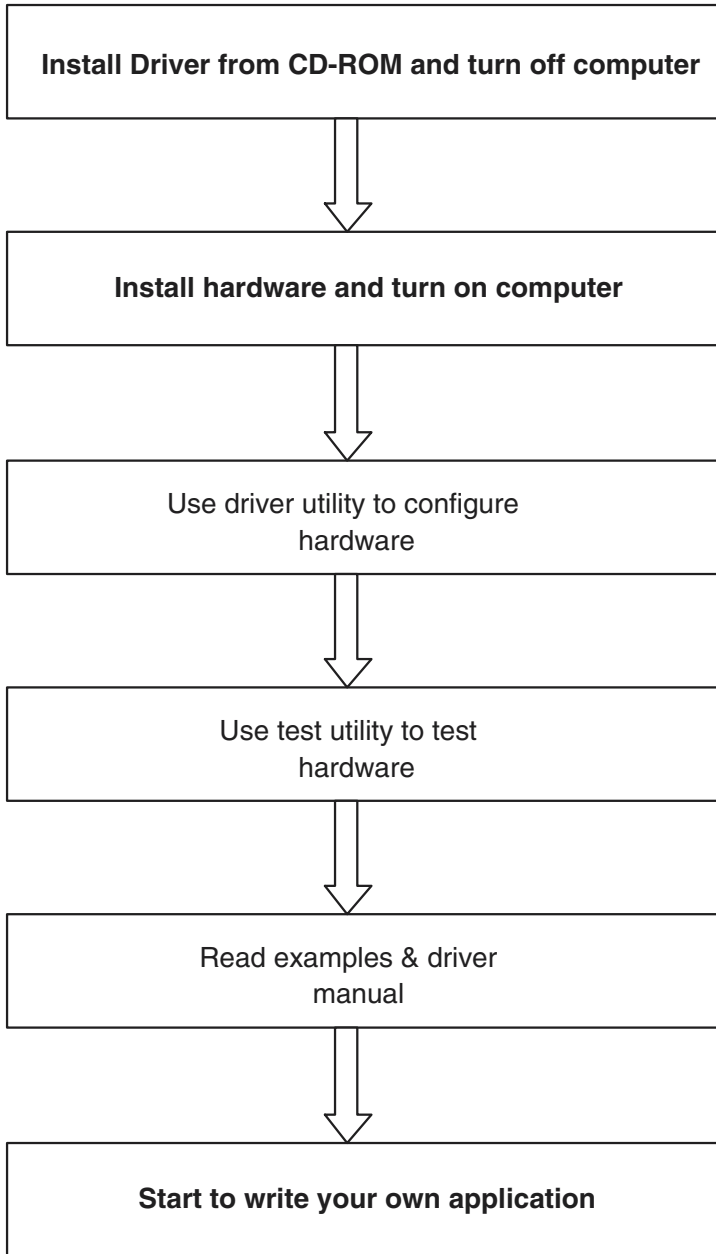 Install Driver from CD-ROM and turn off computer
Install hardware and turn on computer
Use driver utility to configure
hardware
Use test utility to test
hardware
Read examples & driver
manual
Start to write your own application